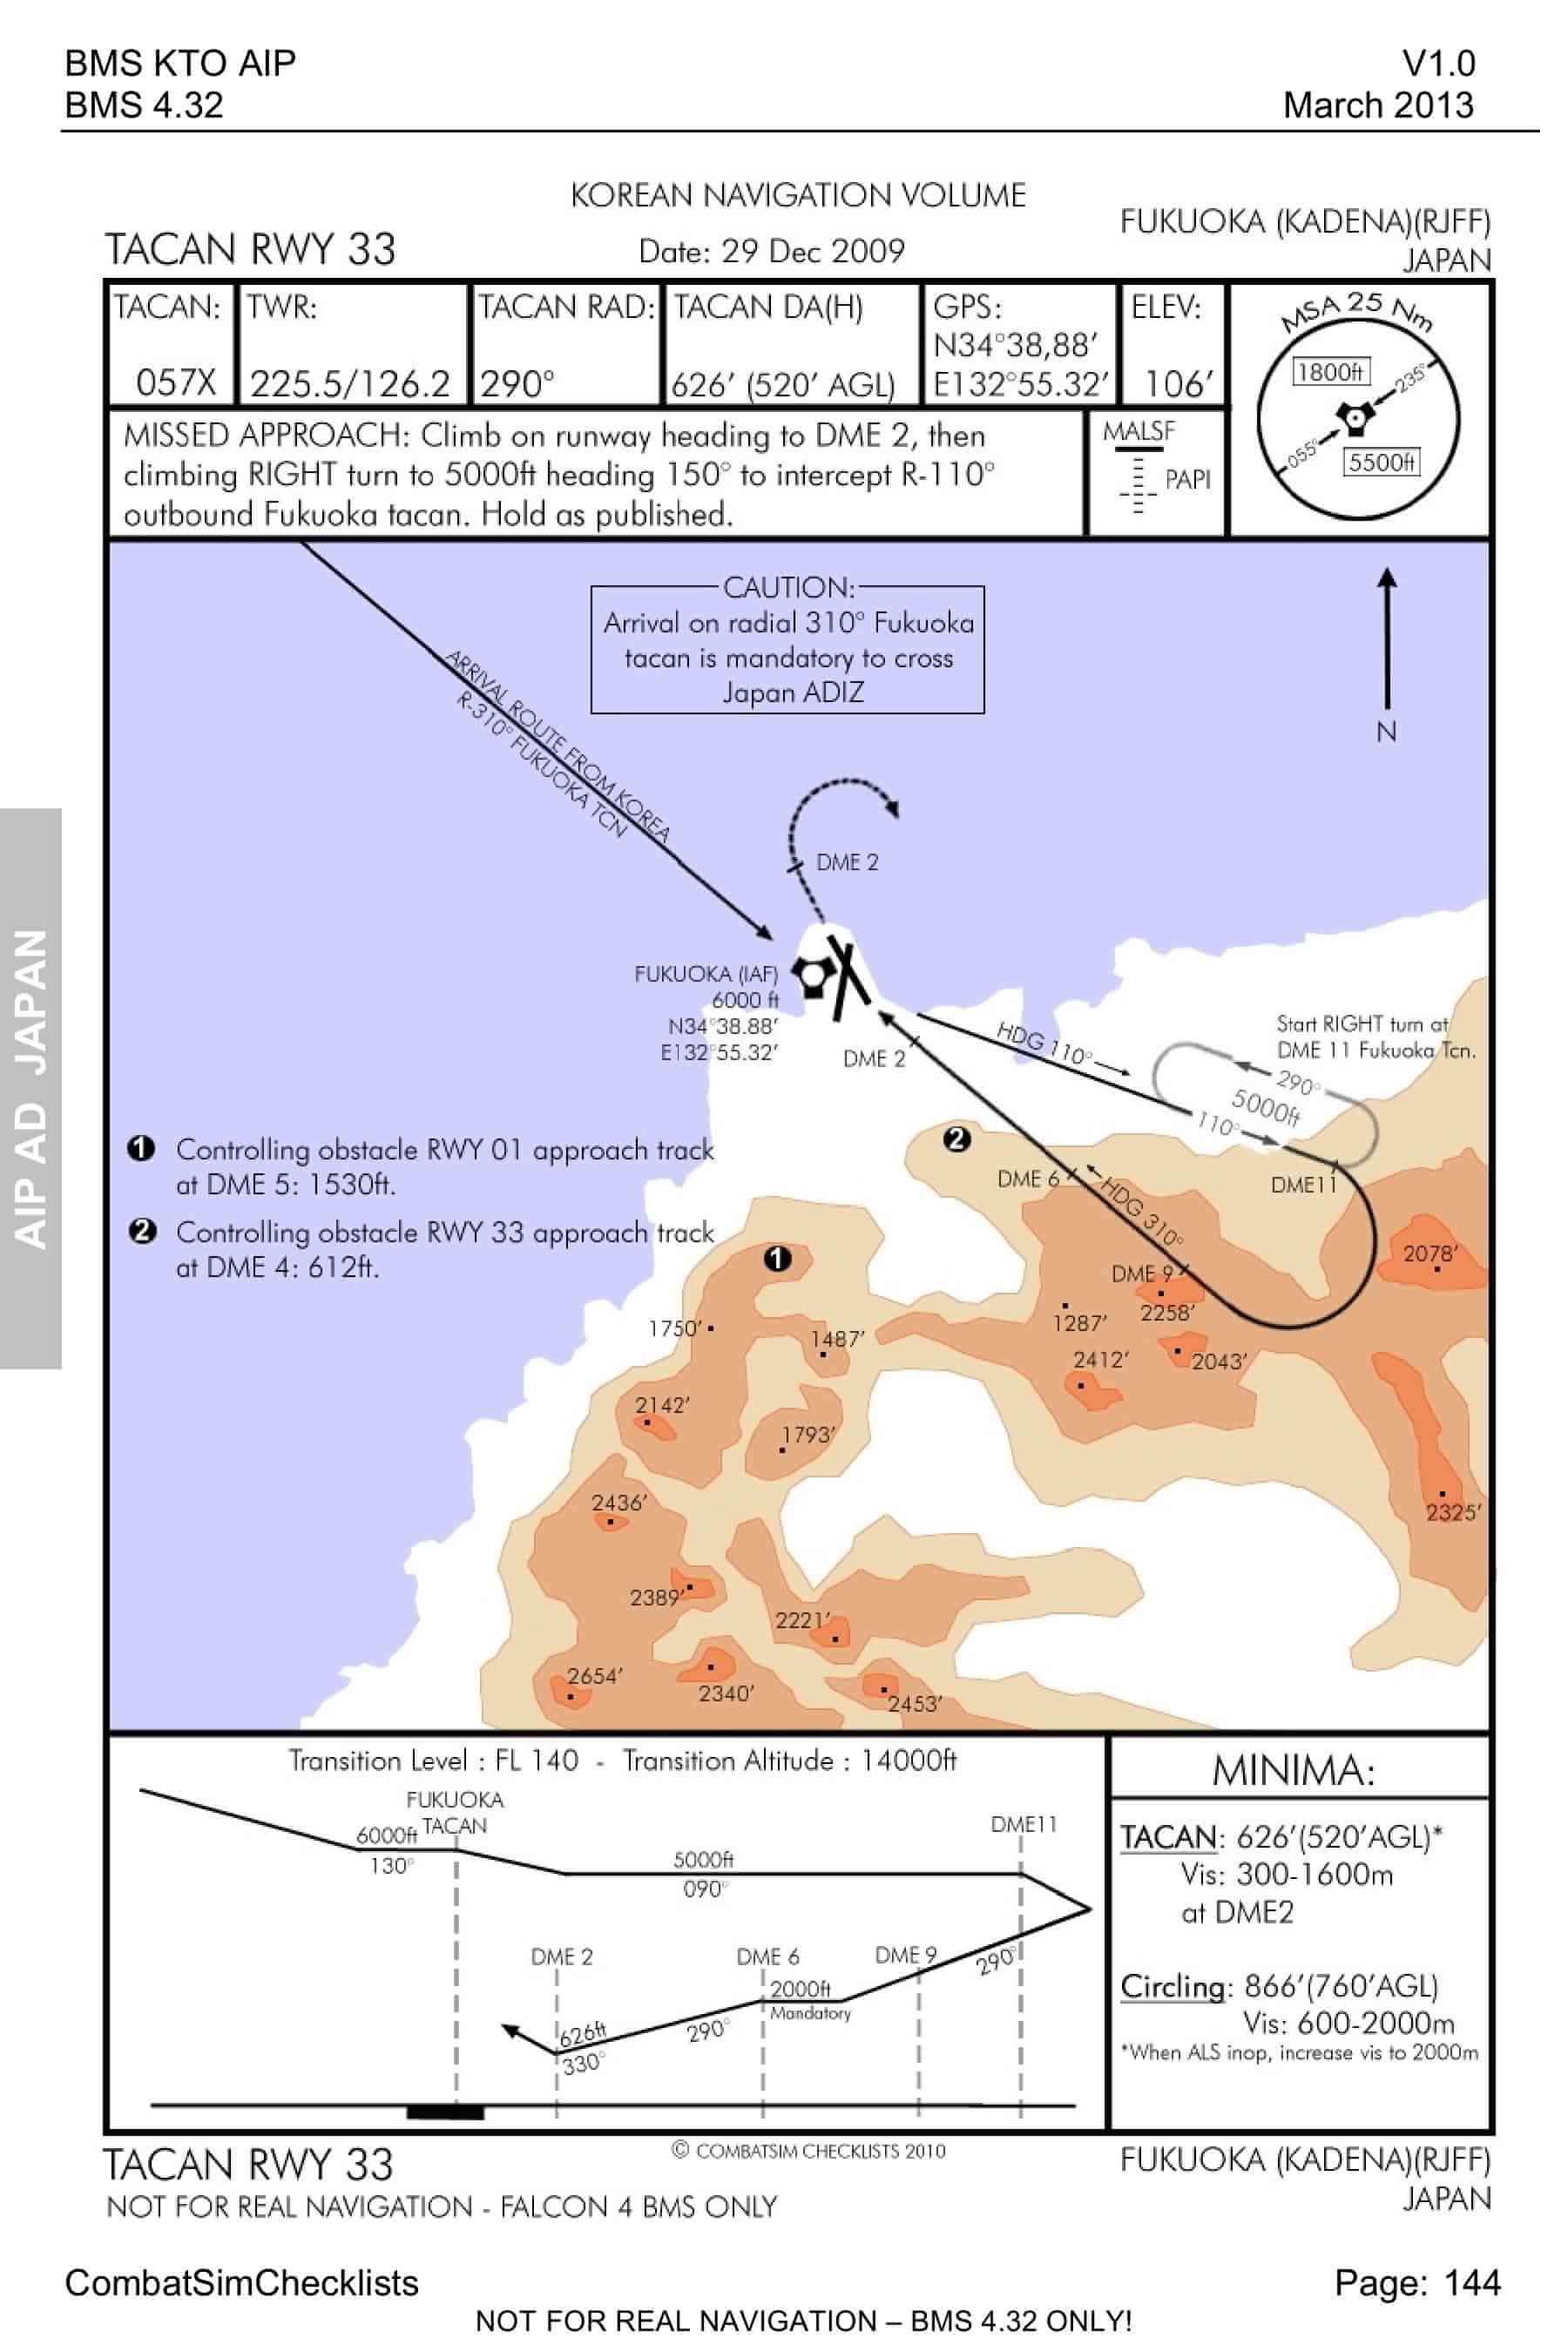 BMS KTO AIP
V1.0
BMS 4.32
March 2013
KOREAN NAVIGATION VOLUME
TACAN RWY 33
Date: 29 Dec 2009
FUKUOKA (KADENA)(RJFF)
JAPAN
TACAN:
057X
TWR:
225.5/126.2
TACAN RAD:
290°
TACAN DA(H)
626' (520' AGL)
GPS:
N34°38,88'
E132°55.32'
ELEV:
106'
MSA 25 Nm
1800ft
235°
055°
5500ft
MISSED APPROACH: Climb on runway heading to DME 2, then
climbing RIGHT turn to 5000ft heading 150° to intercept R-110°
outbound Fukuoka tacan. Hold as published.
MALSF
PAPI
CAUTION:
Arrival on radial 310° Fukuoka
tacan is mandatory to cross
Japan ADIZ
N
ARRIVAL ROUTE FROM KOREA
R-310° FUKUOKA TCN
DME 2
FUKUOKA (IAF)
6000 ft
N34°38.88'
E132°55.32'
DME 2
HDG 110°
Start RIGHT turn at
DME 11 Fukuoka Tcn.
290°
5000ft
110°
DME11
DME 6
HDG 310°
DME 9
AIP AD JAPAN
1 Controlling obstacle RWY 01 approach track
at DME 5: 1530ft.
2 Controlling obstacle RWY 33 approach track
at DME 4: 612ft.
2
1
2078'
2258'
1287'
2412'
2043'
1750'
1487'
2142'
1793'
2436'
2325'
2389'
2221'
2654'
2340'
2453'
Transition Level : FL 140 - Transition Altitude : 14000ft
FUKUOKA
TACAN
6000ft
130°
5000ft
090°
DME11
DME 2
DME 6
DME 9
290°
2000ft
Mandatory
290°
626ft
330°
MINIMA:
TACAN: 626'(520'AGL)*
Vis: 300-1600m
at DME2
Circling: 866'(760'AGL)
Vis: 600-2000m
*When ALS inop, increase vis to 2000m
TACAN RWY 33
© COMBATSIM CHECKLISTS 2010
FUKUOKA (KADENA)(RJFF)
JAPAN
NOT FOR REAL NAVIGATION - FALCON 4 BMS ONLY
CombatSimChecklists
Page: 144
NOT FOR REAL NAVIGATION – BMS 4.32 ONLY!